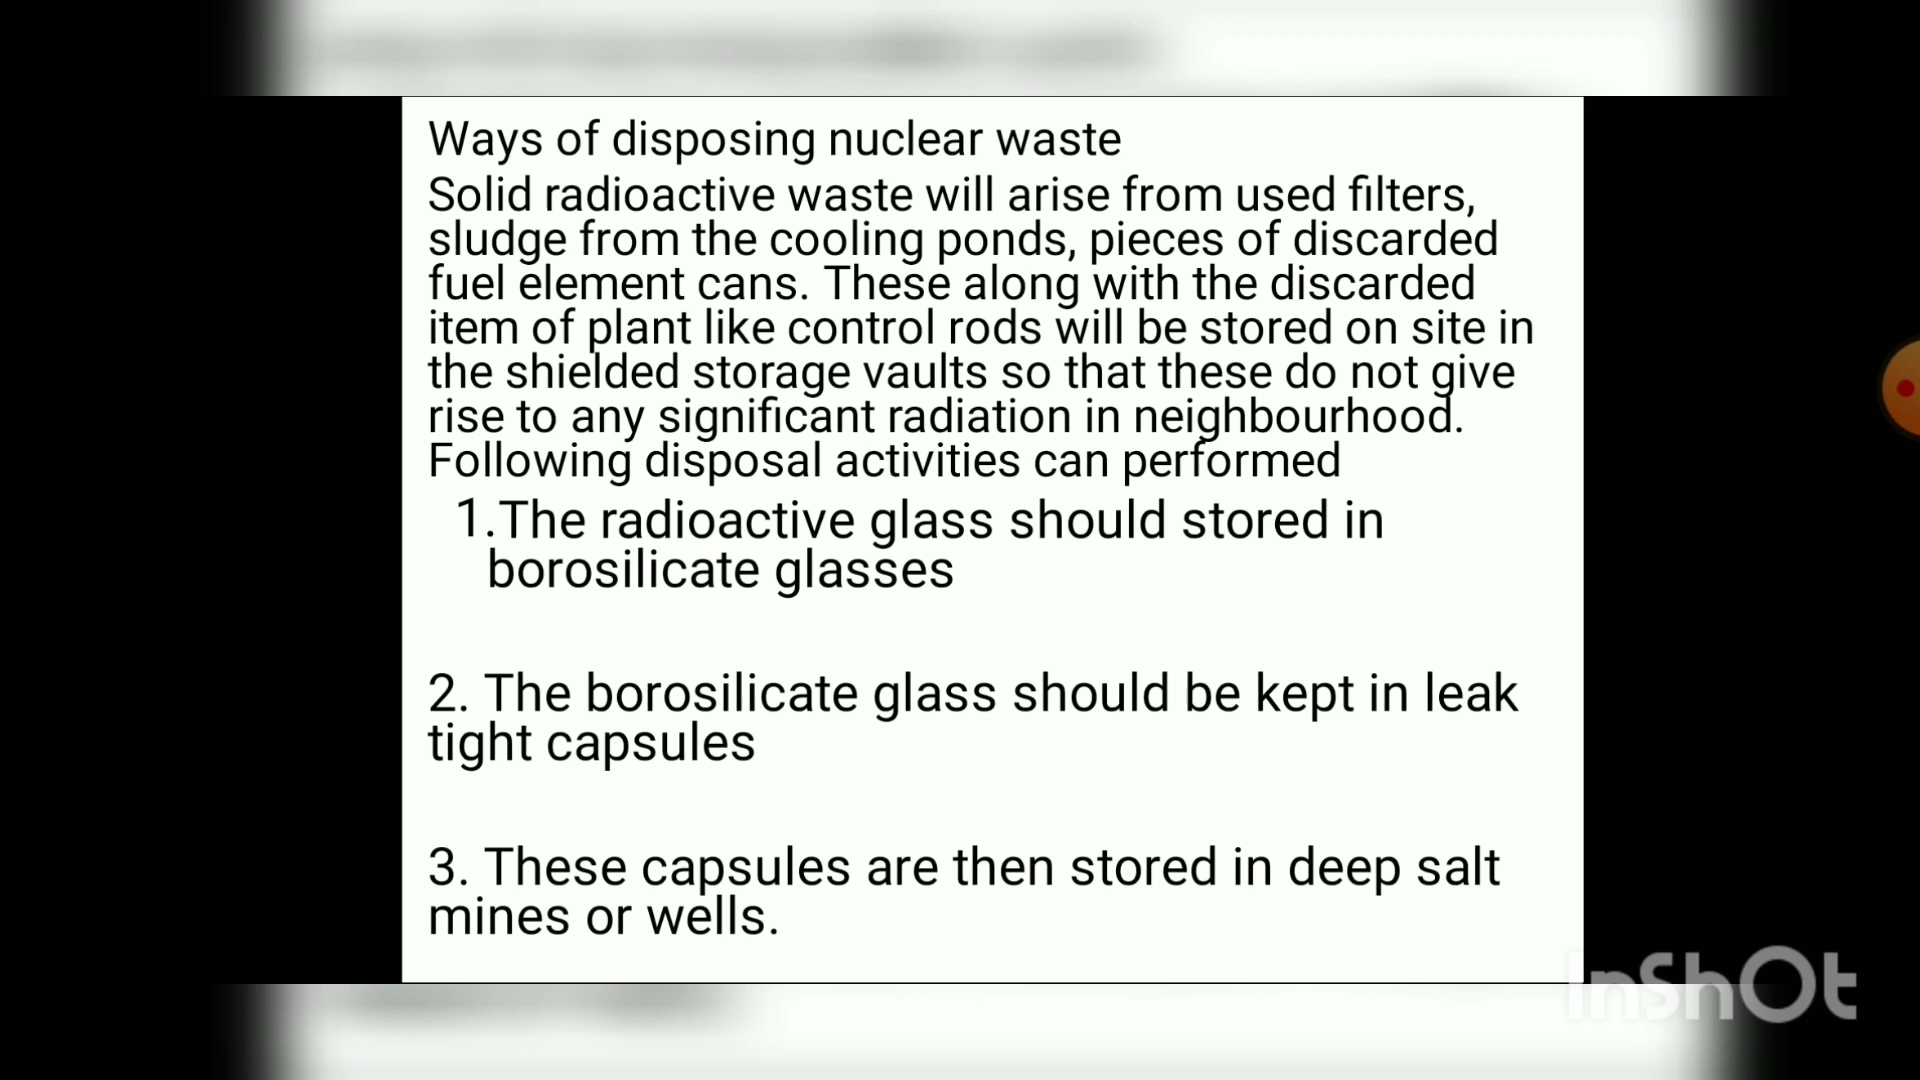 Ways of disposing nuclear waste
Solid radioactive waste will arise from used filters,
sludge from the cooling ponds, pieces of discarded
fuel element cans. These along with the discarded
item of plant like control rods will be stored on site in
the shielded storage vaults so that these do not give
rise to any significant radiation in neighbourhood.
Following disposal activities can performed
1.The radioactive glass should stored in
borosilicate glasses
2. The borosilicate glass should be kept in leak
tight capsules
3. These capsules are then stored in deep salt
mines or wells.
InShOt